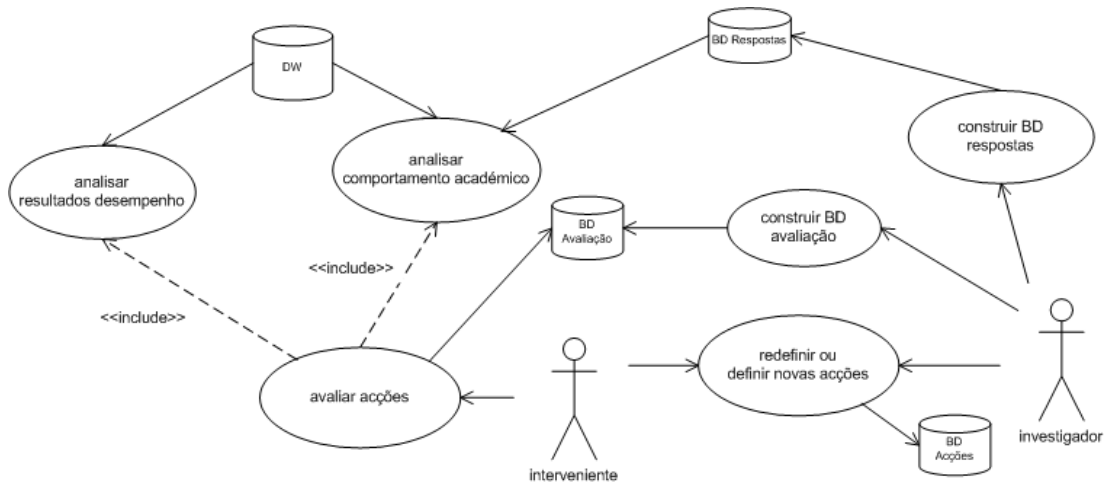 DW
BD Respostas
construir BD
respostas
analisar
resultados desempenho
analisar
comportamento académico
BD
Avaliação
construir BD
avaliação
<<include>>
<<include>>
avaliar acções
redefinir ou
definir novas acções
BD
Acções
interveniente
investigador